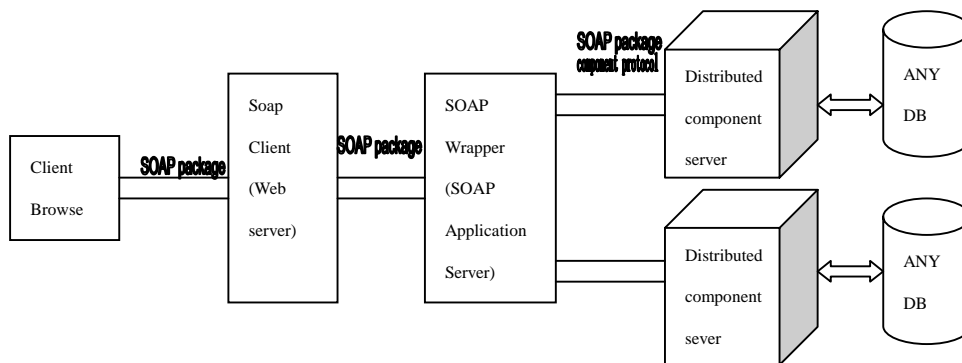 Client
Browse
SOAP package
Soap
Client
(Web
server)
SOAP package
SOAP
Wrapper
(SOAP
Application
Server)
SOAP package
component protocol
Distributed
component
server
ANY
DB
Distributed
component
sever
ANY
DB